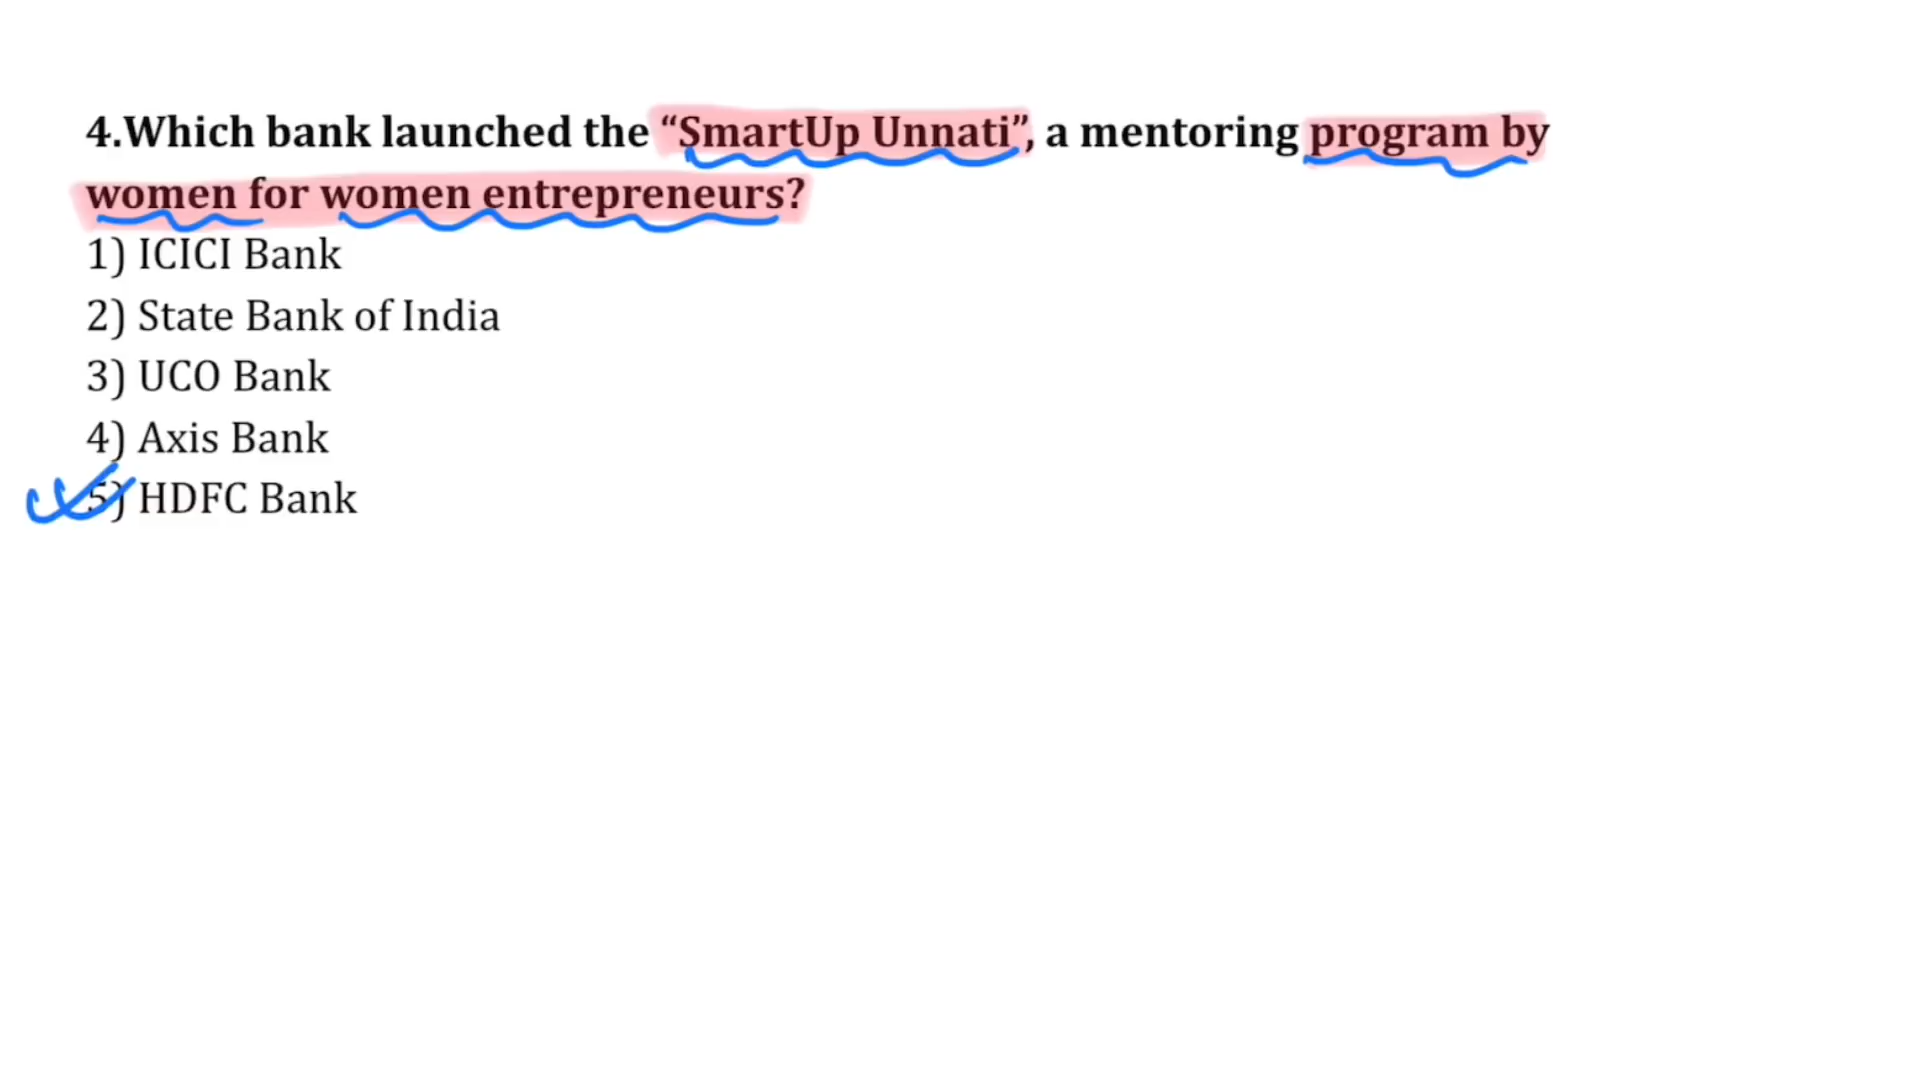 4.Which bank launched the “SmartUp Unnati”, a mentoring program by
women for women entrepreneurs?
1) ICICI Bank
2) State Bank of India
3) UCO Bank
4) Axis Bank
5) HDFC Bank